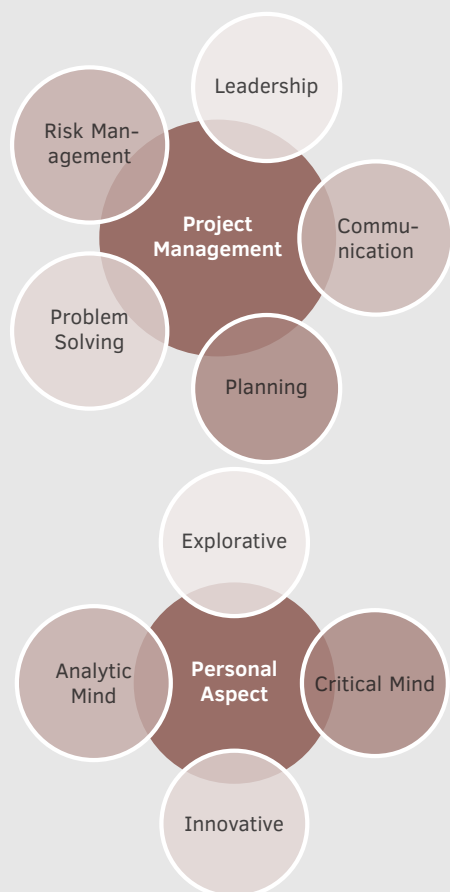 Leadership
Risk Man-
agement
Project
Management
Commu-
nication
Problem
Solving
Planning
Explorative
Analytic
Mind
Personal
Aspect
Critical Mind
Innovative